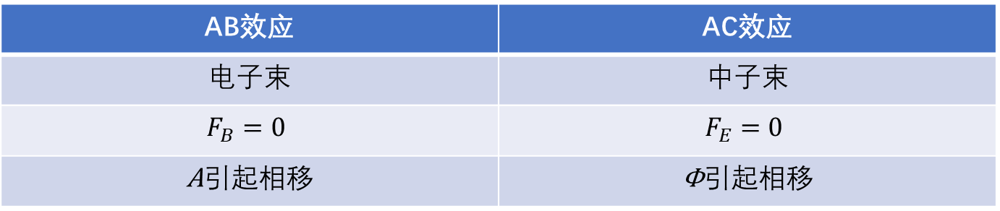 AB效应 AC效应
电子束 中子束
F_B = 0 F_E = 0
A引起相移 Φ引起相移